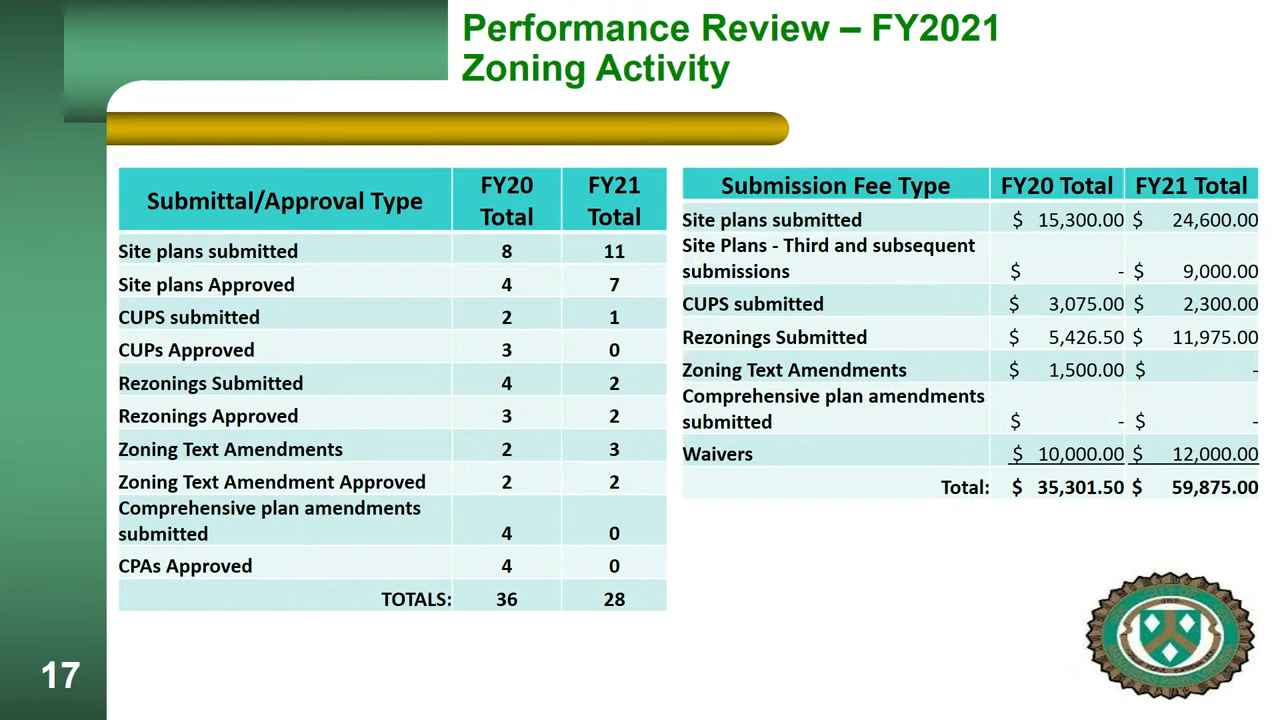 Performance Review – FY2021
Zoning Activity
Submittal/Approval Type FY20 Total FY21 Total
Site plans submitted 8 11
Site plans Approved 4 7
CUPS submitted 2 1
CUPs Approved 3 0
Rezonings Submitted 4 2
Rezonings Approved 3 2
Zoning Text Amendments 2 3
Zoning Text Amendment Approved 2 2
Comprehensive plan amendments
submitted 4 0
CPAs Approved 4 0
TOTALS: 36 28
Submission Fee Type FY20 Total FY21 Total
Site plans submitted $ 15,300.00 $ 24,600.00
Site Plans - Third and subsequent
submissions $ - $ 9,000.00
CUPS submitted $ 3,075.00 $ 2,300.00
Rezonings Submitted $ 5,426.50 $ 11,975.00
Zoning Text Amendments $ 1,500.00 $ -
Comprehensive plan amendments
submitted $ - $ -
Waivers $ 10,000.00 $ 12,000.00
Total: $ 35,301.50 $ 59,875.00
17